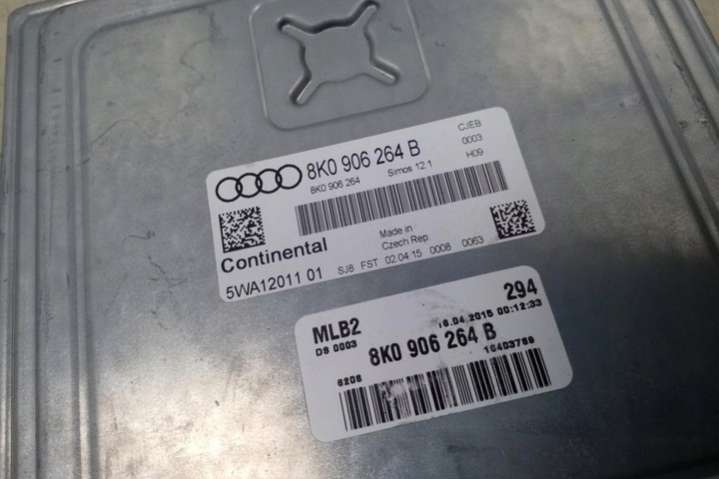 8K0 906 264 B
CJEB
8K0 906 264 Simos 12.1 0003
H09
Continental
Made in
Czech Rep.
5WA12011 01 SJ8 FST 02.04.15 0008 0063
MLB2 294
DS 0003 16.04.2015 00:12:33
8K0 906 264 B
6206 16403769